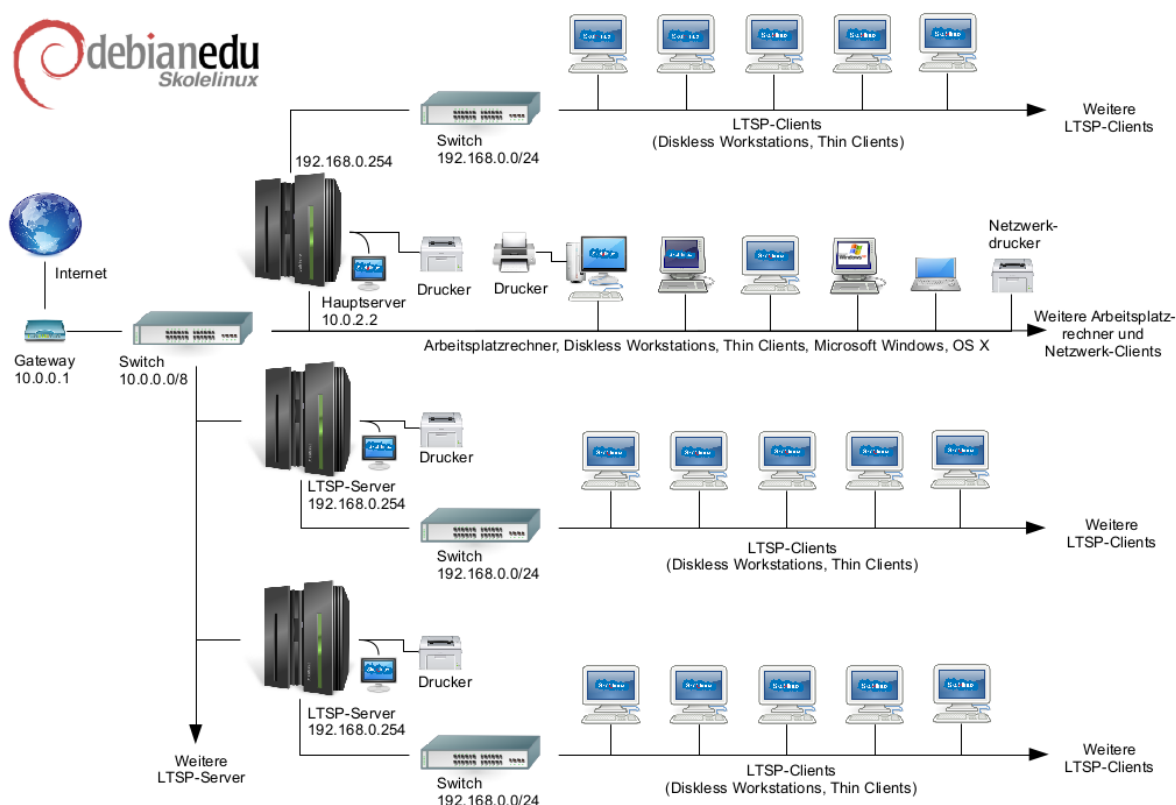 debianedu
Skolelinux
Switch
192.168.0.0/24
LTSP-Clients
(Diskless Workstations, Thin Clients)
Weitere
LTSP-Clients
192.168.0.254
Internet
Hauptserver
10.0.2.2
Drucker
Drucker
Netzwerk-
drucker
Gateway
10.0.0.1
Switch
10.0.0.0/8
Arbeitsplatzrechner, Diskless Workstations, Thin Clients, Microsoft Windows, OS X
Weitere Arbeitsplatz-
rechner und
Netzwerk-Clients
Drucker
LTSP-Server
192.168.0.254
Switch
192.168.0.0/24
LTSP-Clients
(Diskless Workstations, Thin Clients)
Weitere
LTSP-Clients
Drucker
LTSP-Server
192.168.0.254
Weitere
LTSP-Server
Switch
192.168.0.0/24
LTSP-Clients
(Diskless Workstations, Thin Clients)
Weitere
LTSP-Clients